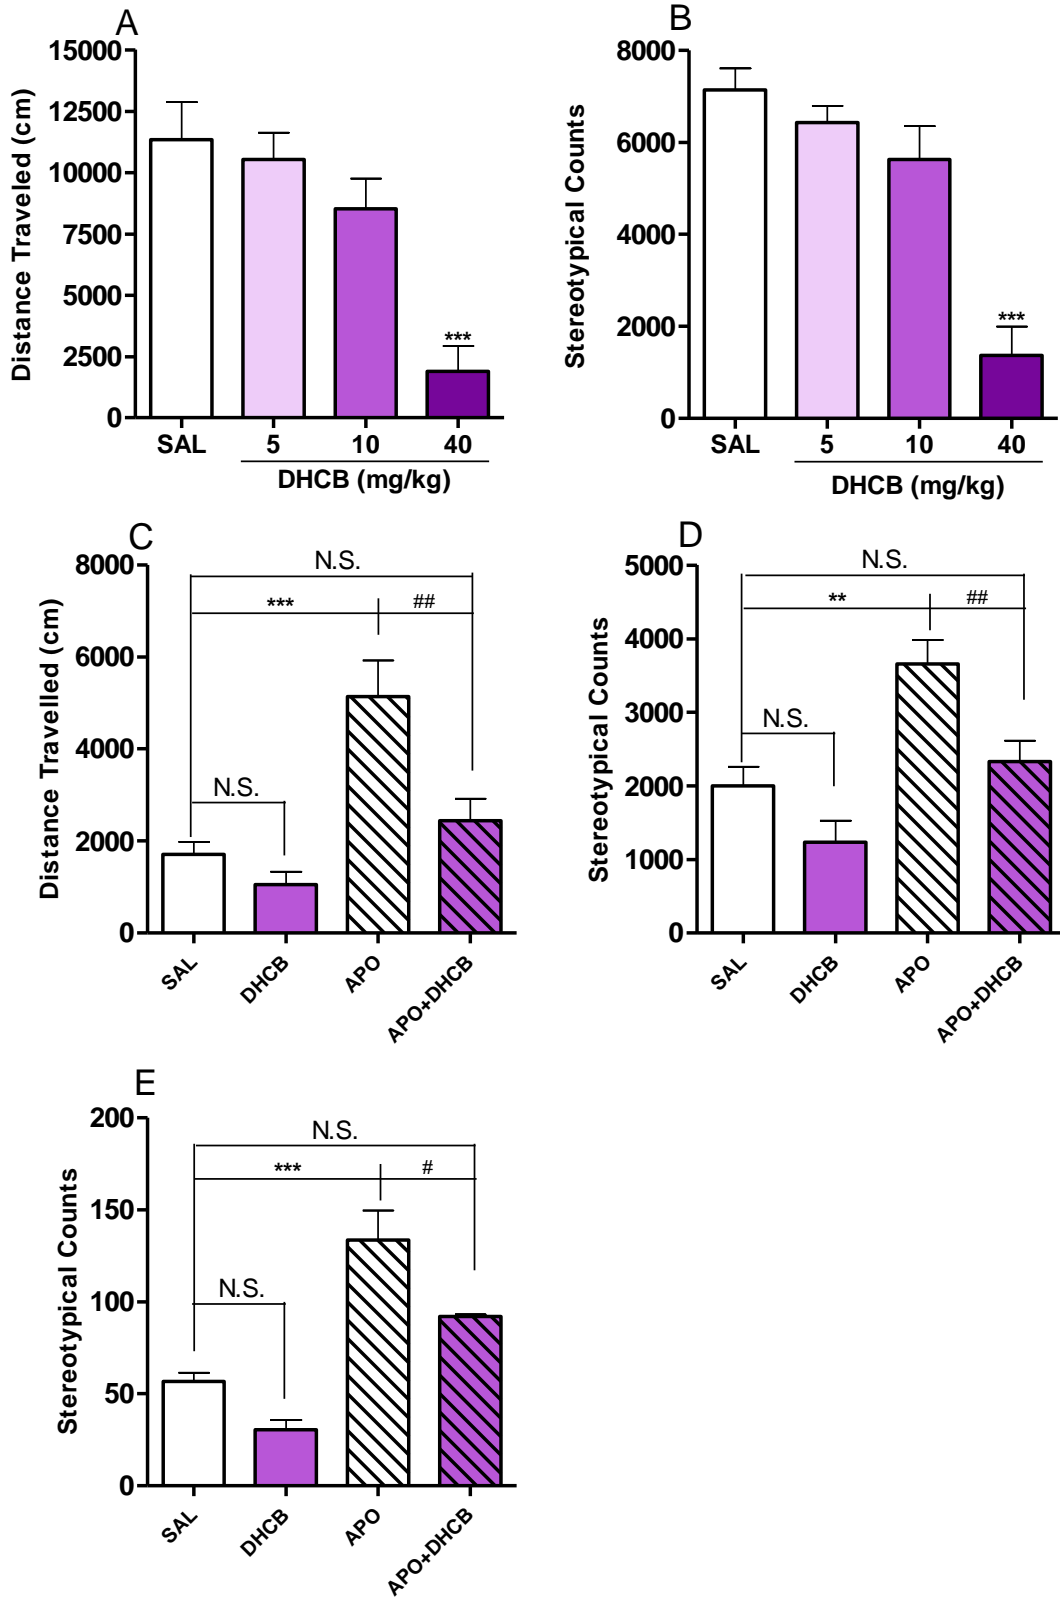 A
Distance Traveled (cm)
15000
12500
10000
7500
5000
2500
0
***
SAL 5 10 40
DHCB (mg/kg)
B
Stereotypical Counts
8000
6000
4000
2000
0
***
SAL 5 10 40
DHCB (mg/kg)
C
Distance Travelled (cm)
8000
6000
4000
2000
0
N.S.
*** ##
N.S.
SAL DHCB APO APO+DHCB
D
Stereotypical Counts
5000
4000
3000
2000
1000
0
N.S.
** ##
N.S.
SAL DHCB APO APO+DHCB
E
Stereotypical Counts
200
150
100
50
0
N.S.
*** #
N.S.
SAL DHCB APO APO+DHCB